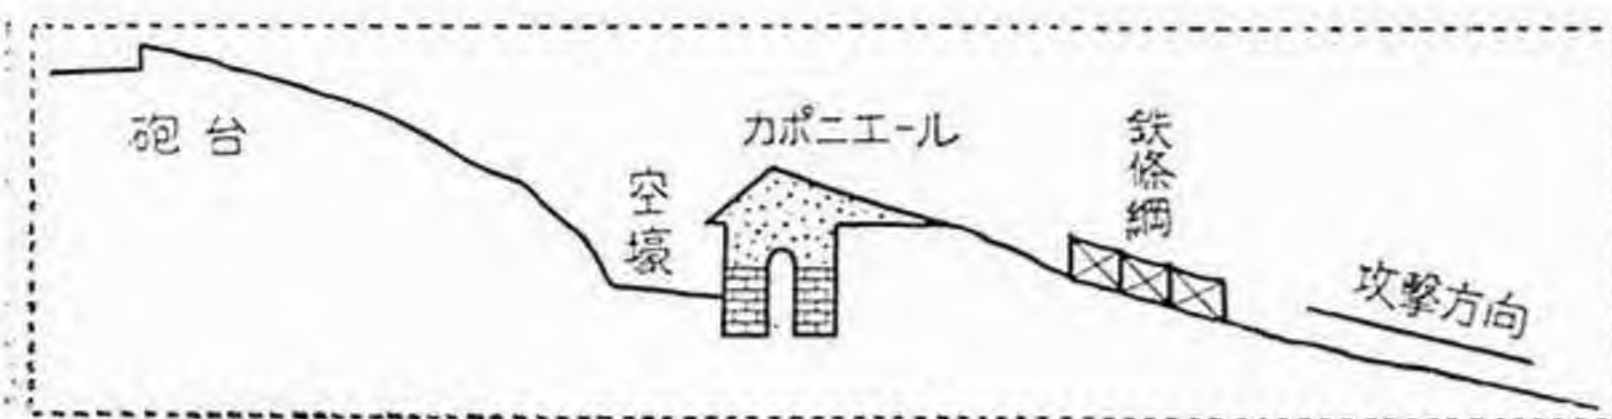 砲台
空壕
カポニエール
鉄條網
攻撃方向